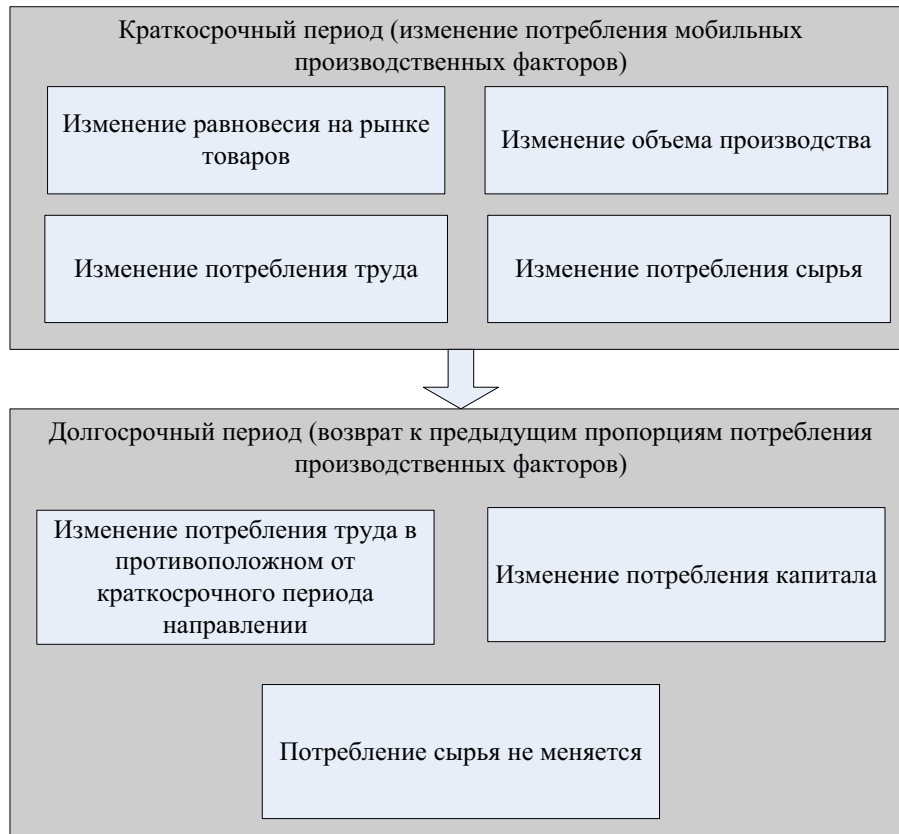 Краткосрочный период (изменение потребления мобильных
производственных факторов)
Изменение равновесия на рынке
товаров
Изменение объема производства
Изменение потребления труда
Изменение потребления сырья
Долгосрочный период (возврат к предыдущим пропорциям потребления
производственных факторов)
Изменение потребления труда в
противоположном от
краткосрочного периода
направлении
Изменение потребления капитала
Потребление сырья не меняется